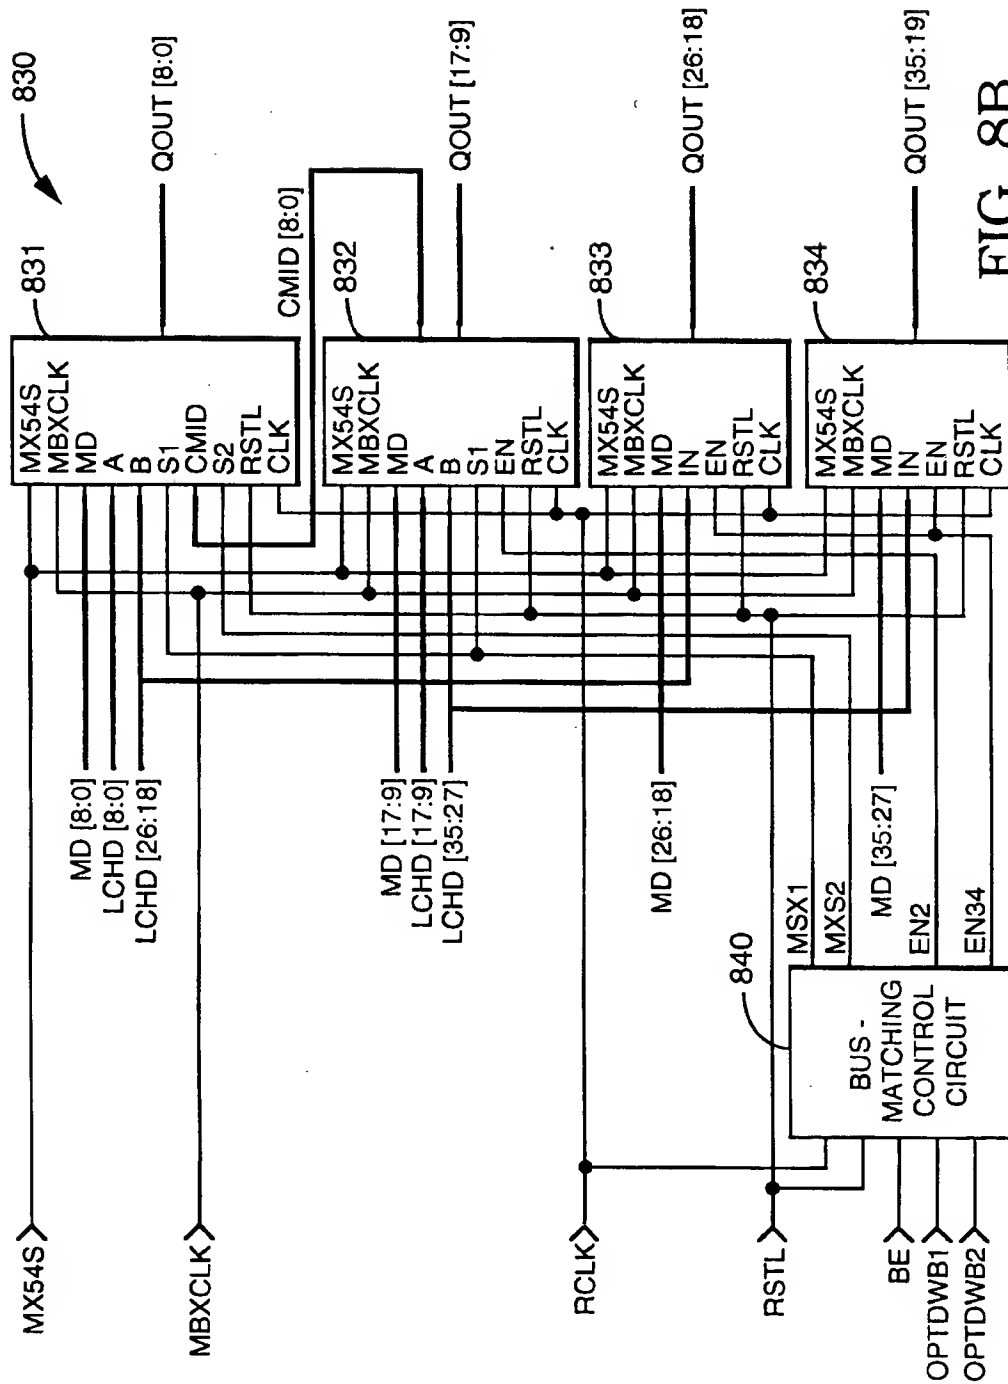 830
831
MX54S
MBXCLK
MD
A
B
S1
CMID
S2
RSTL
CLK
QOUT [8:0]
CMID [8:0]
832
MX54S
MBXCLK
MD
A
B
S1
EN
RSTL
CLK
QOUT [17:9]
833
MX54S
MBXCLK
MD
IN
EN
RSTL
CLK
QOUT [26:18]
834
MX54S
MBXCLK
MD
IN
EN
RSTL
CLK
QOUT [35:19]
MD [8:0]
LCHD [8:0]
LCHD [26:18]
MD [17:9]
LCHD [17:9]
LCHD [35:27]
MD [26:18]
MD [35:27]
MSX1
MXS2
EN2
EN34
840
BUS -
MATCHING
CONTROL
CIRCUIT
MX54S
MBXCLK
RCLK
RSTL
BE
OPTDWB1
OPTDWB2
FIG. 8B